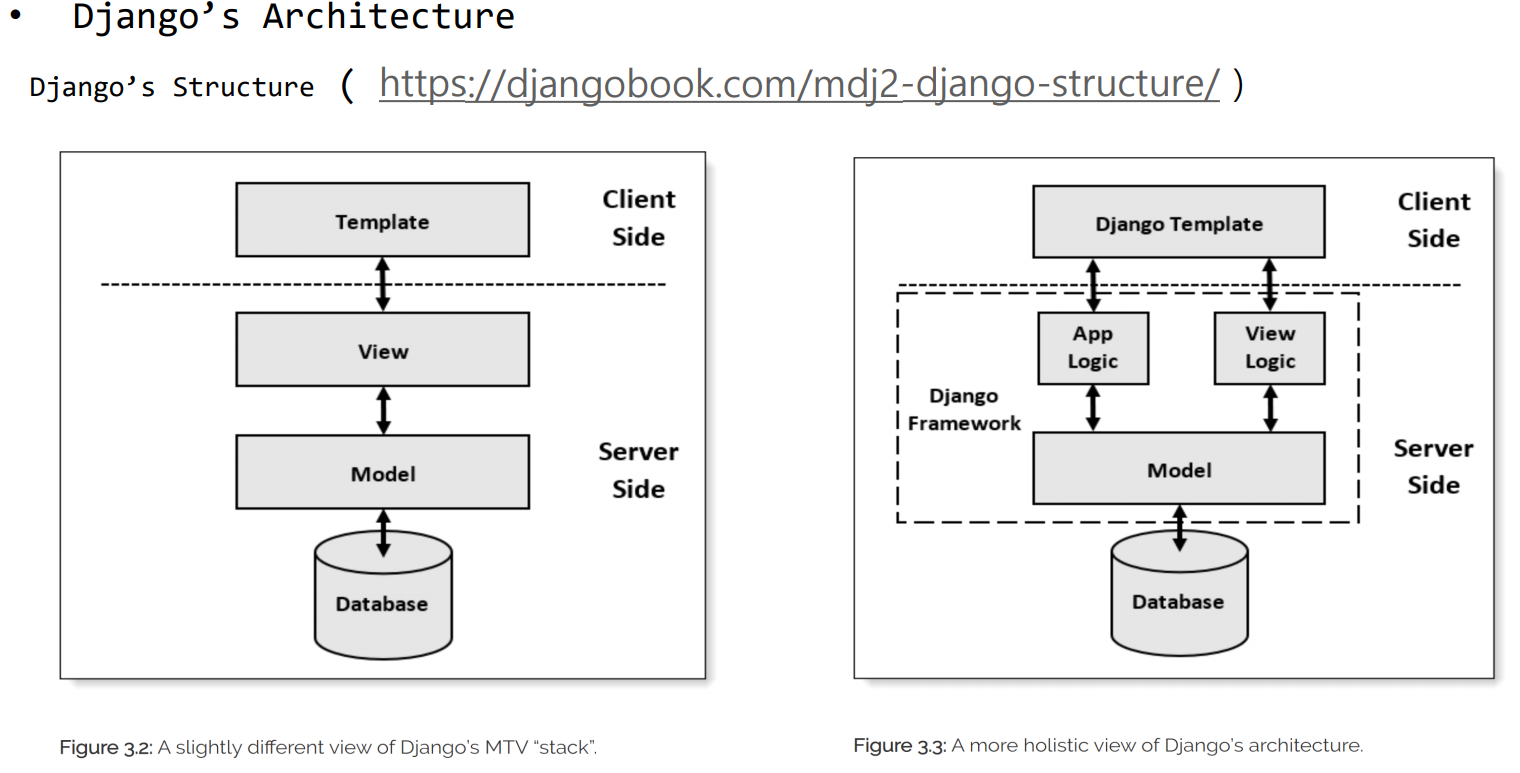 • Django’s Architecture
Django’s Structure ( https://djangobook.com/mdj2-django-structure/ )
Template
Client
Side
View
Model
Server
Side
Database
Figure 3.2: A slightly different view of Django’s MTV “stack”.
Django Template
Client
Side
App
Logic
View
Logic
Django
Framework
Model
Server
Side
Database
Figure 3.3: A more holistic view of Django’s architecture.